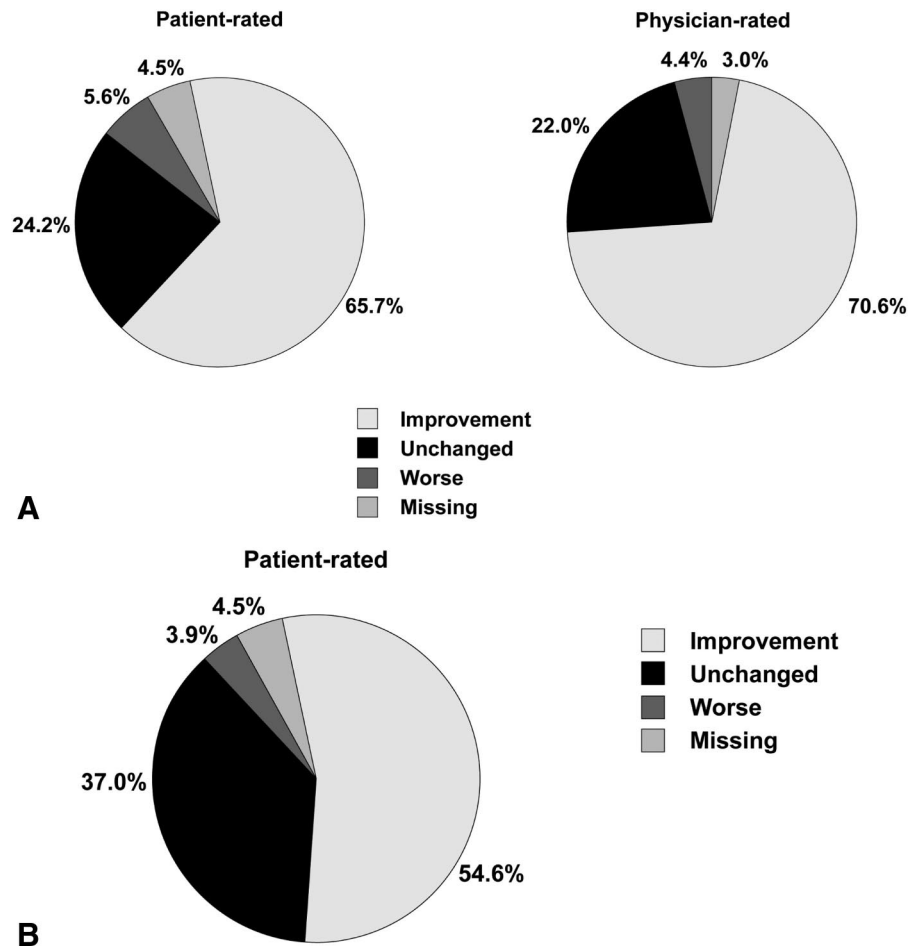 Patient-rated
4.5%
5.6%
24.2%
65.7%
Physician-rated
4.4%
3.0%
22.0%
70.6%
Improvement
Unchanged
Worse
Missing
A
Patient-rated
4.5%
3.9%
37.0%
54.6%
Improvement
Unchanged
Worse
Missing
B